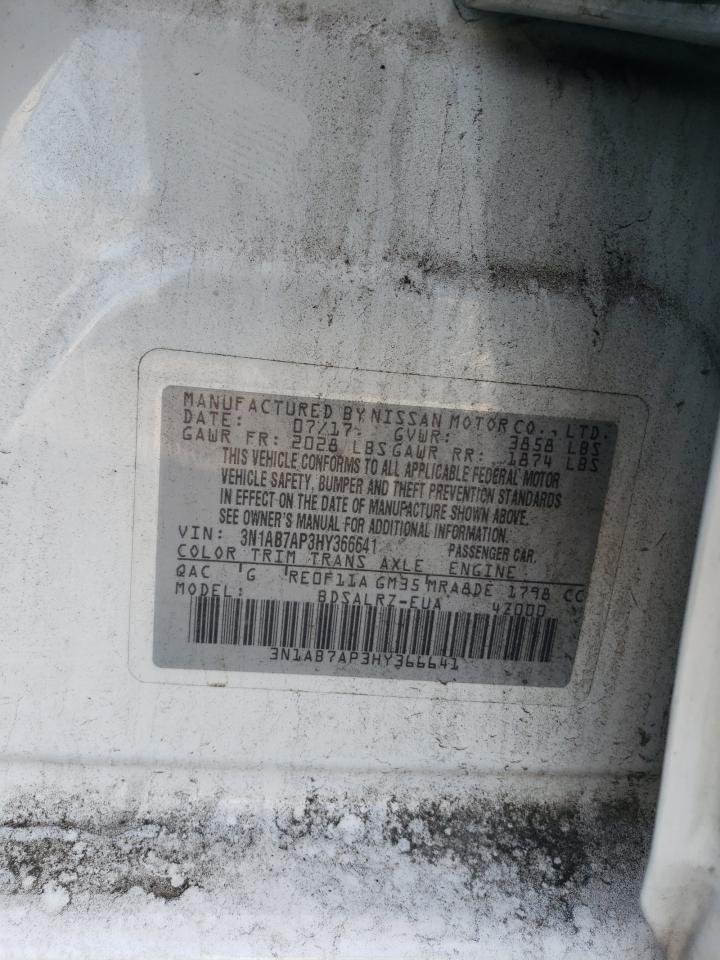 MANUFACTURED BY NISSAN MOTOR CO., LTD.
DATE: 07/17 GVWR: 3858 LBS
GAWR FR: 2028 LBS GAWR RR: 1874 LBS
THIS VEHICLE CONFORMS TO ALL APPLICABLE FEDERAL MOTOR
VEHICLE SAFETY, BUMPER AND THEFT PREVENTION STANDARDS
IN EFFECT ON THE DATE OF MANUFACTURE SHOWN ABOVE.
SEE OWNER'S MANUAL FOR ADDITIONAL INFORMATION.
VIN: 3N1AB7AP3HY366641 PASSENGER CAR
COLOR TRIM TRANS AXLE ENGINE
QAC G RE0F11A GM35 MRA8DE 1798 CC
MODEL: BDSALRZ-EUA 4Z000
3N1AB7AP3HY366641